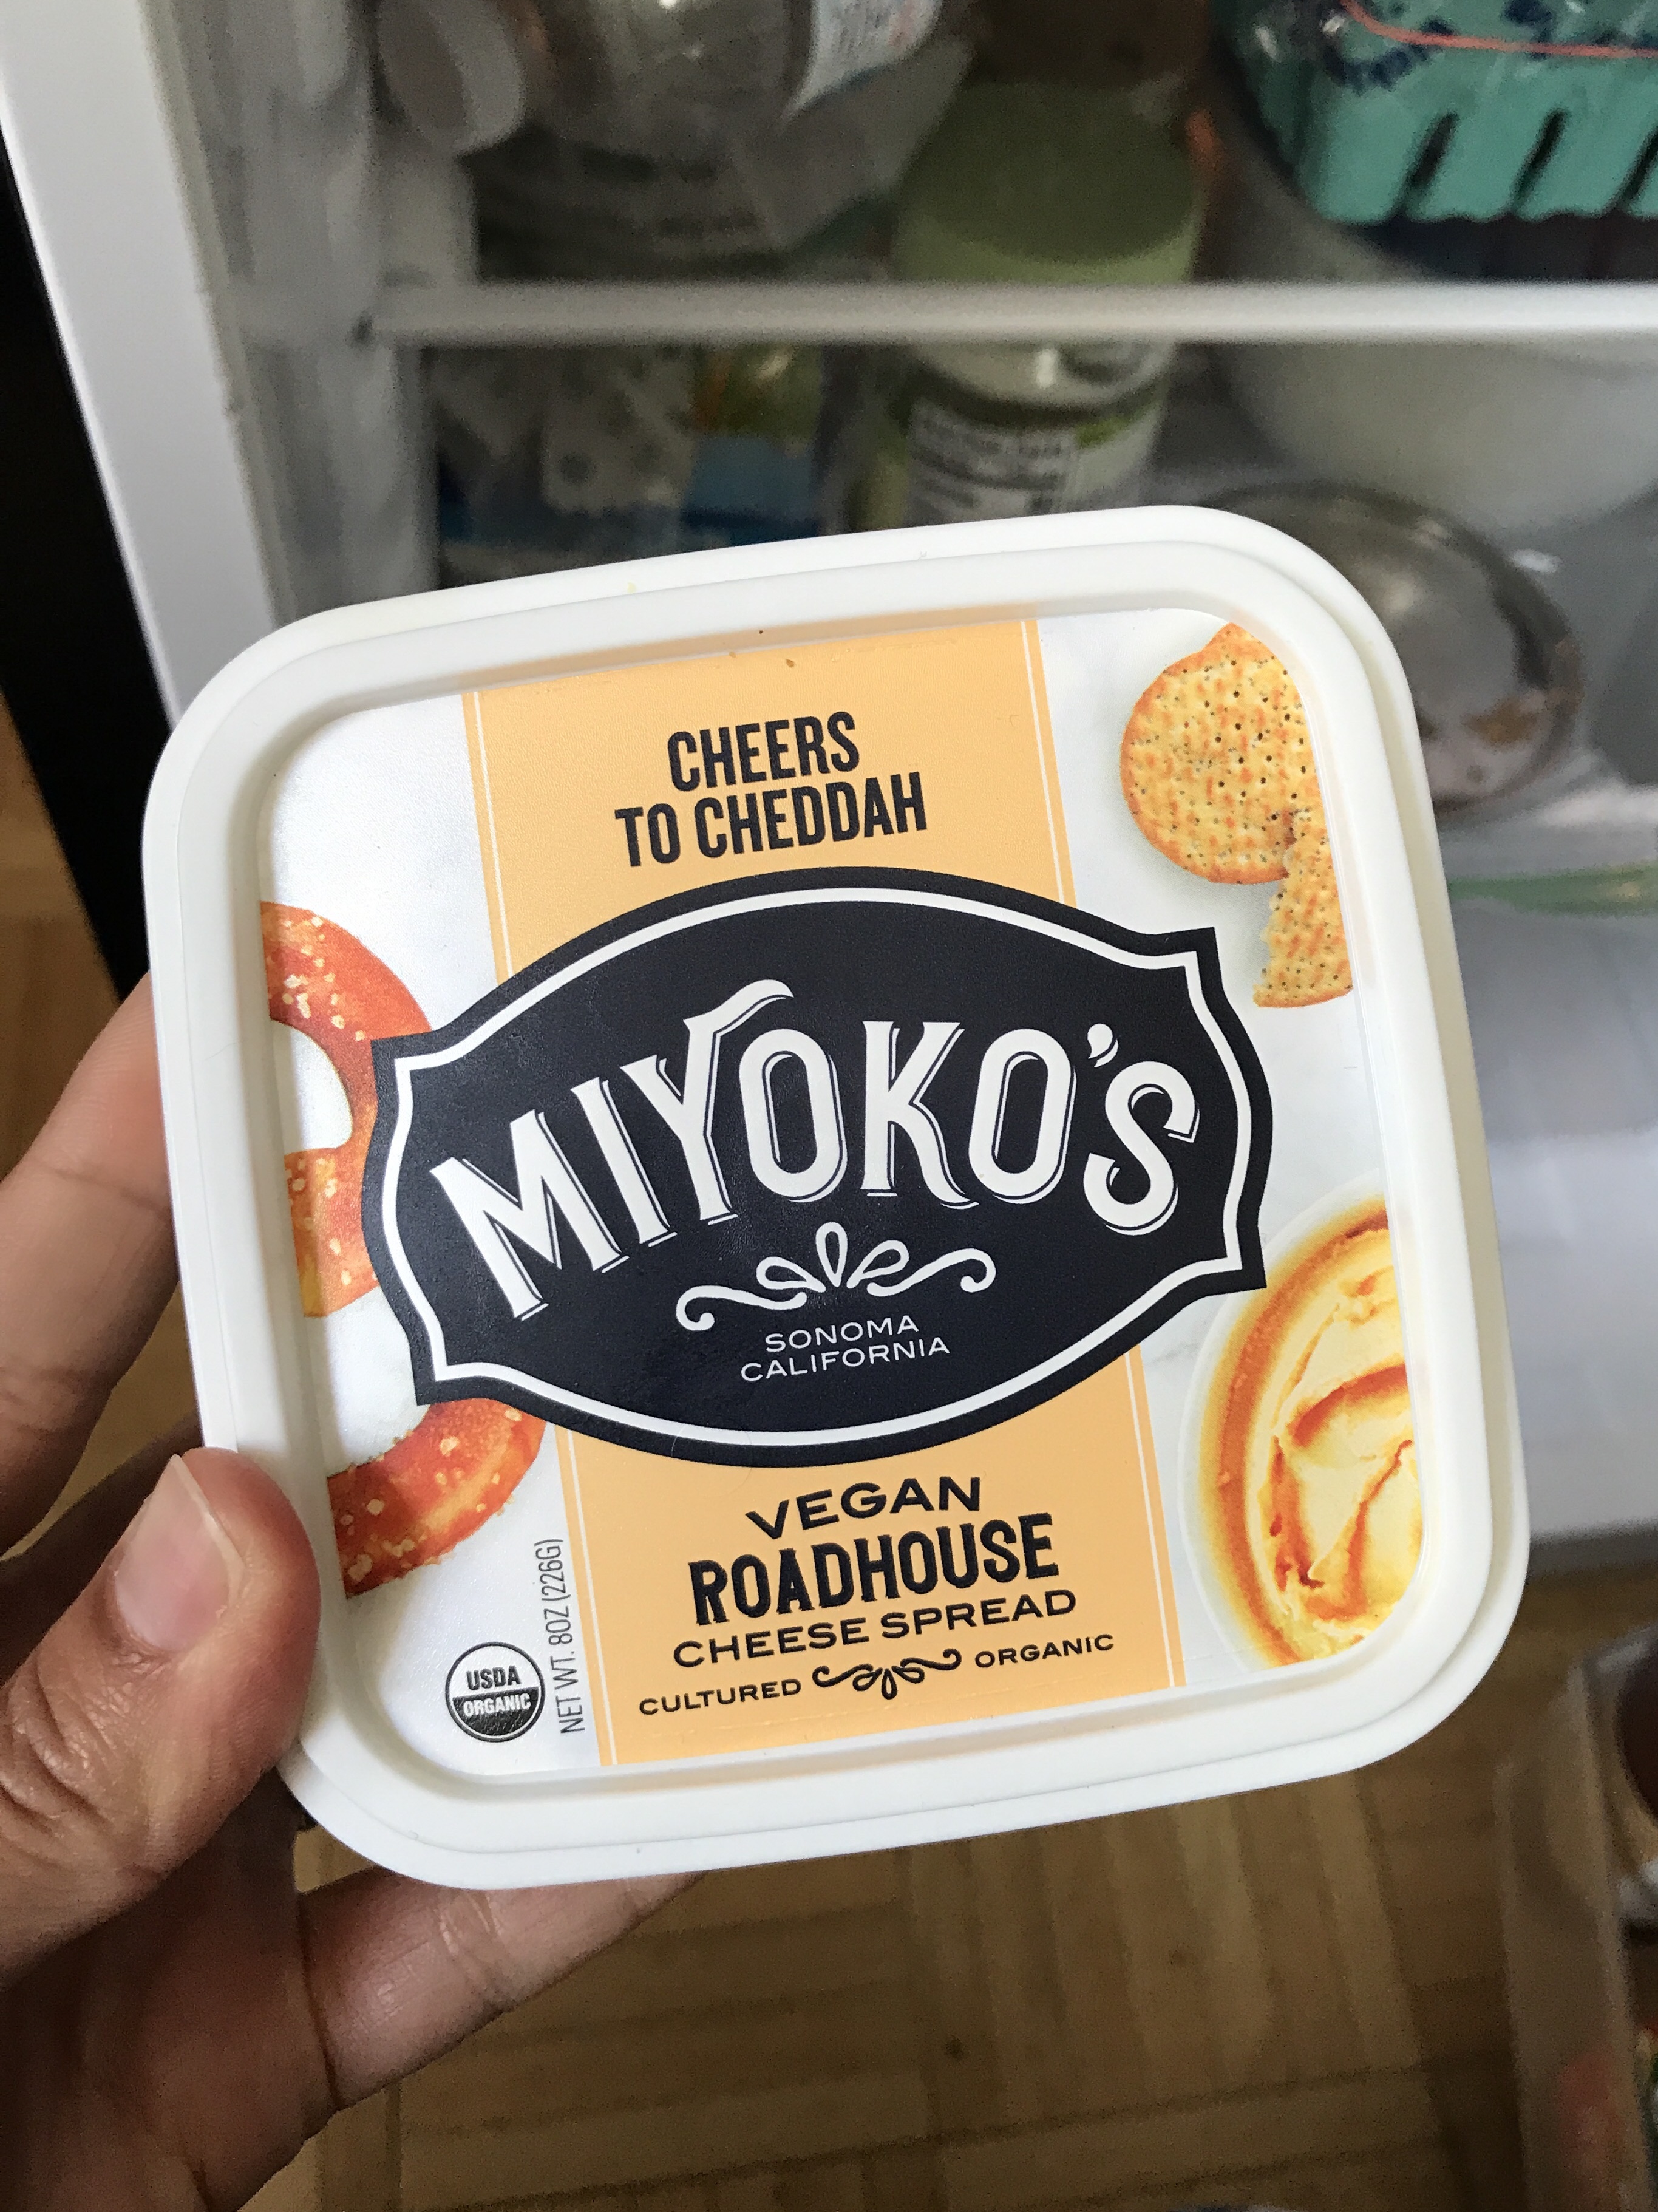 CHEERS
TO CHEDDAH
MIYOKO'S
SONOMA
CALIFORNIA
VEGAN
ROADHOUSE
CHEESE SPREAD
CULTURED ORGANIC
USDA
ORGANIC
NET WT. 8OZ (226G)